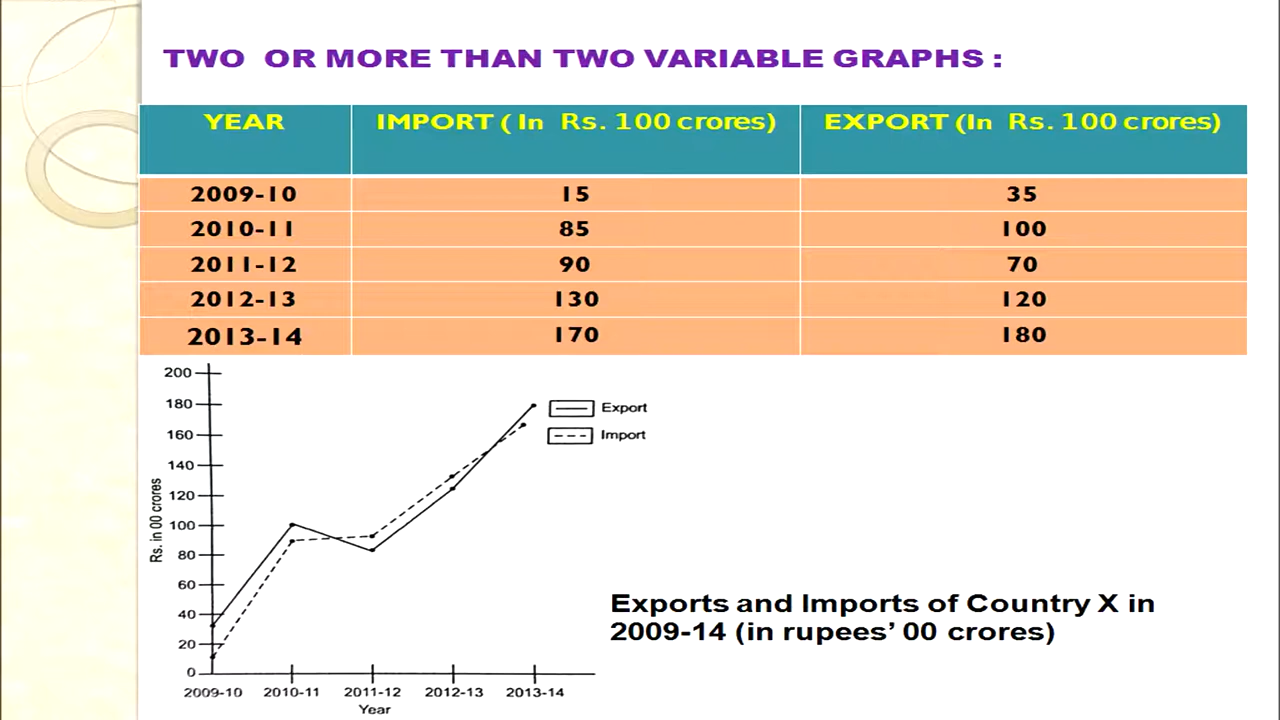 TWO OR MORE THAN TWO VARIABLE GRAPHS :
YEAR IMPORT ( In Rs. 100 crores) EXPORT (In Rs. 100 crores)
2009-10 15 35
2010-11 85 100
2011-12 90 70
2012-13 130 120
2013-14 170 180
200
180
160
140
120
100
80
60
40
20
0
Rs. in 00 crores
Export
Import
2009-10 2010-11 2011-12 2012-13 2013-14
Year
Exports and Imports of Country X in
2009-14 (in rupees’ 00 crores)